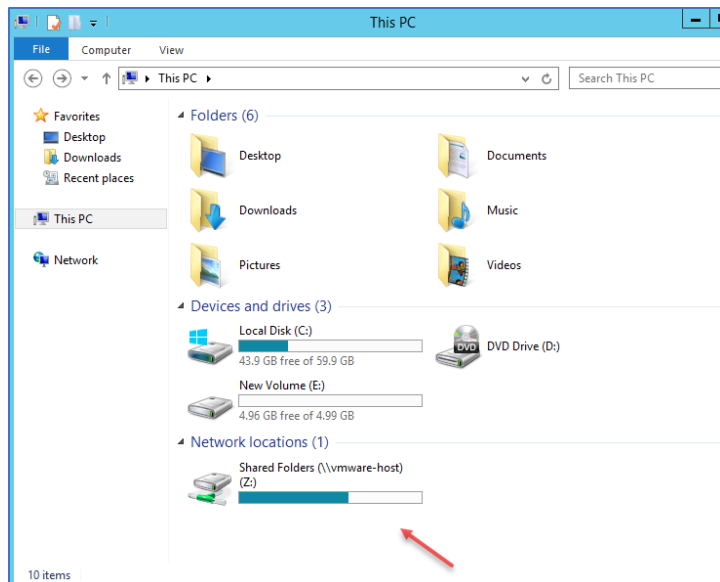 This PC
File Computer View
This PC
Search This PC
Favorites
Desktop
Downloads
Recent places
This PC
Network
Folders (6)
Desktop
Documents
Downloads
Music
Pictures
Videos
Devices and drives (3)
Local Disk (C:)
43.9 GB free of 59.9 GB
DVD
DVD Drive (D:)
New Volume (E:)
4.96 GB free of 4.99 GB
Network locations (1)
Shared Folders (\\vmware-host)
(Z:)
10 items